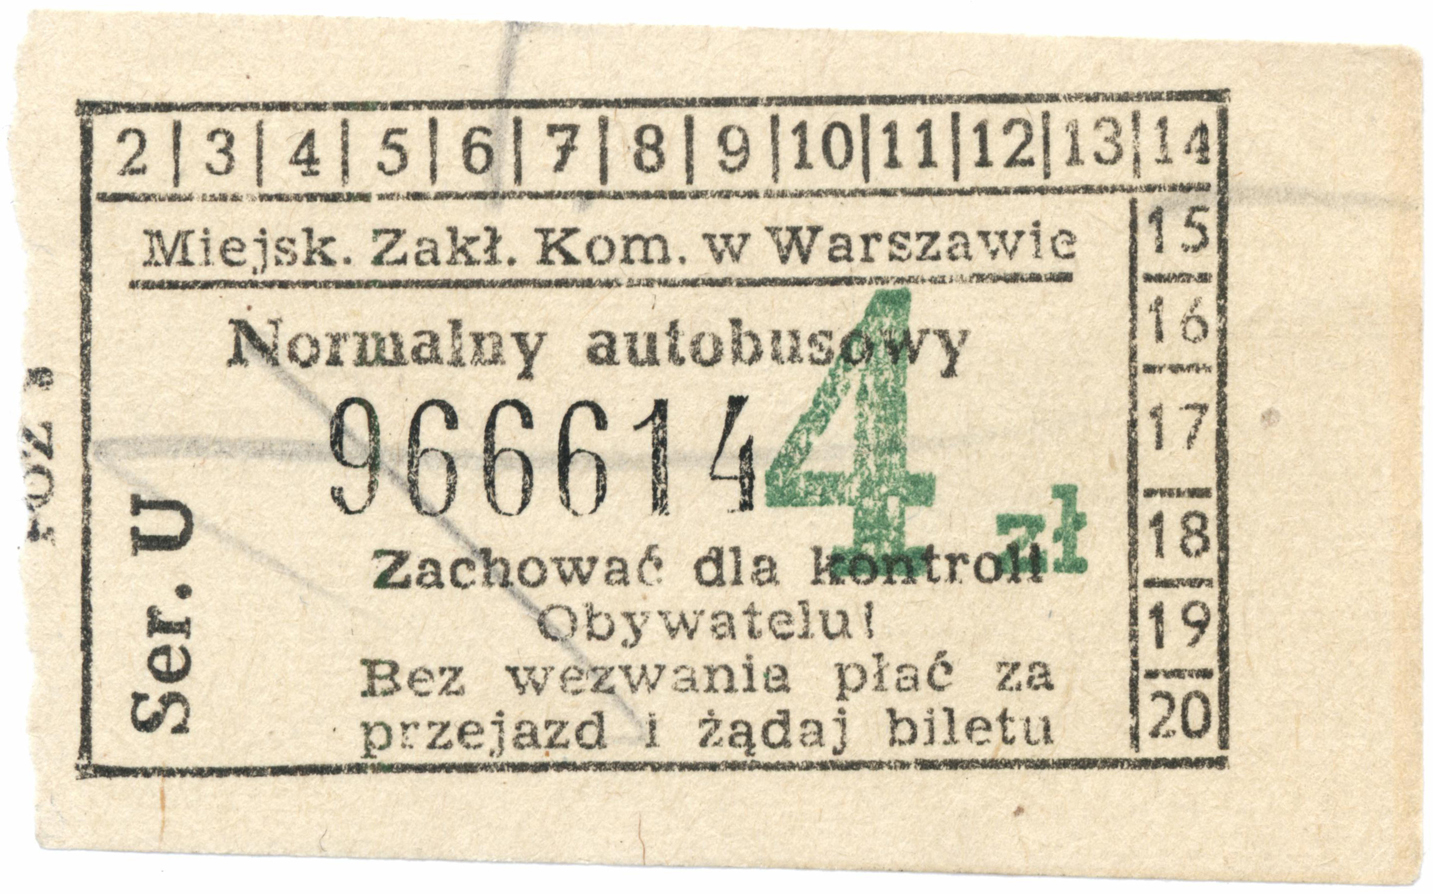 2|3|4|5|6|7|8|9|10|11|12|13|14
15
16
17
18
19
20
Miejsk. Zakł. Kom. w Warszawie
Normalny autobusowy
966614
4 zł
Ser. U
Zachować dla kontroli
Obywatelu!
Bez wezwania płać za
przejazd i żądaj biletu